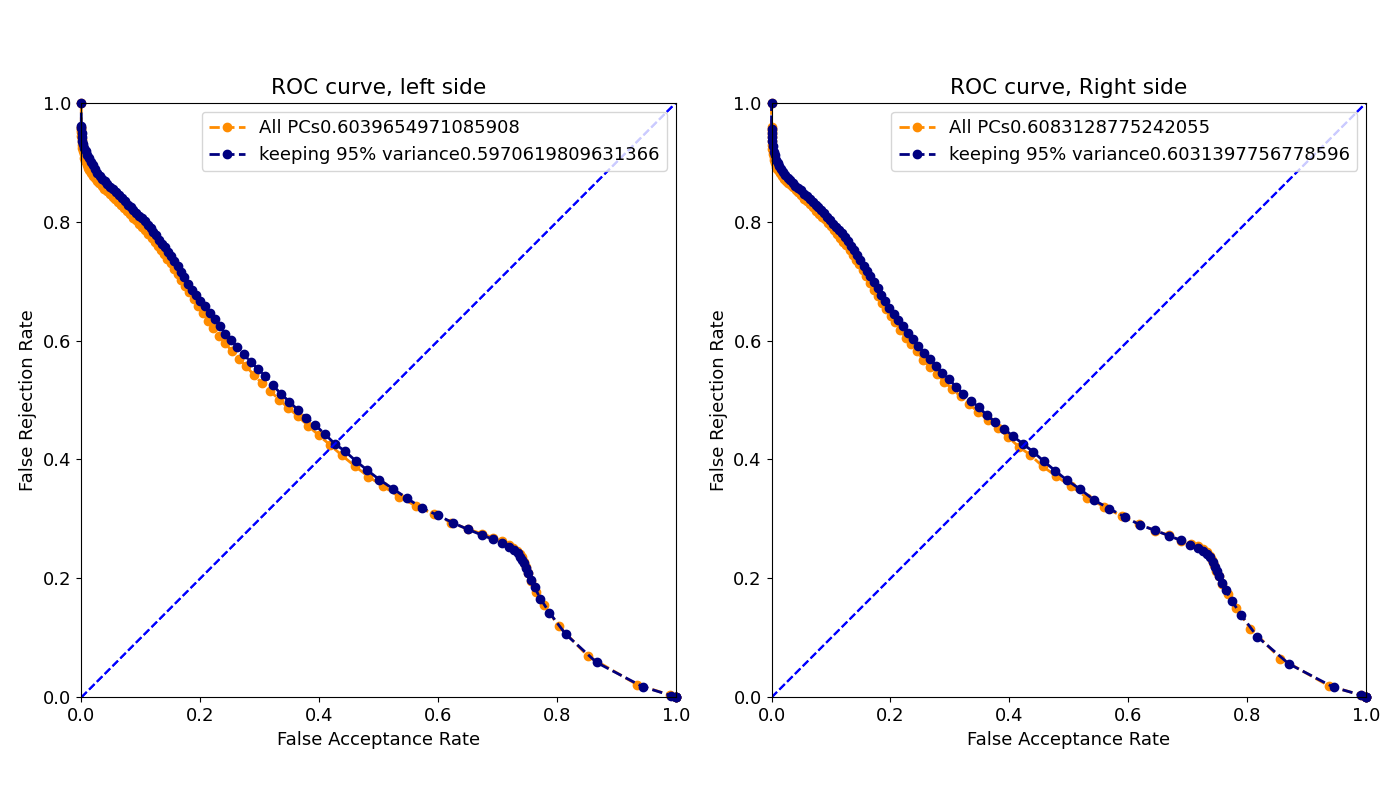 ROC curve, left side
All PCs0.6039654971085908
keeping 95% variance0.5970619809631366
1.0
0.8
0.6
0.4
0.2
0.0
False Rejection Rate
0.0 0.2 0.4 0.6 0.8 1.0
False Acceptance Rate
ROC curve, Right side
All PCs0.6083128775242055
keeping 95% variance0.6031397756778596
1.0
0.8
0.6
0.4
0.2
0.0
False Rejection Rate
0.0 0.2 0.4 0.6 0.8 1.0
False Acceptance Rate